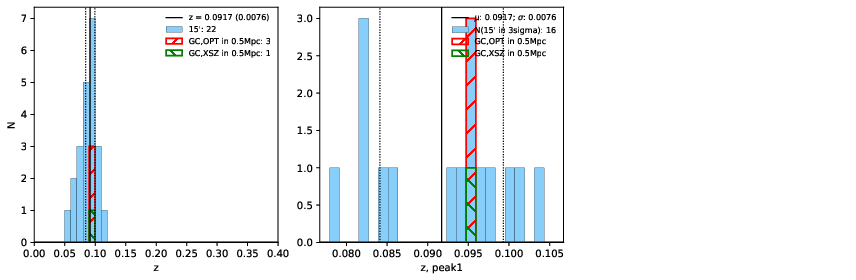 z = 0.0917 (0.0076)
15': 22
GC,OPT in 0.5Mpc: 3
GC,XSZ in 0.5Mpc: 1
N
7
6
5
4
3
2
1
0
0.00 0.05 0.10 0.15 0.20 0.25 0.30 0.35 0.40
z
μ: 0.0917; σ: 0.0076
N(15' in 3sigma): 16
GC,OPT in 0.5Mpc
GC,XSZ in 0.5Mpc
3.0
2.5
2.0
1.5
1.0
0.5
0.0
0.080 0.085 0.090 0.095 0.100 0.105
z, peak1